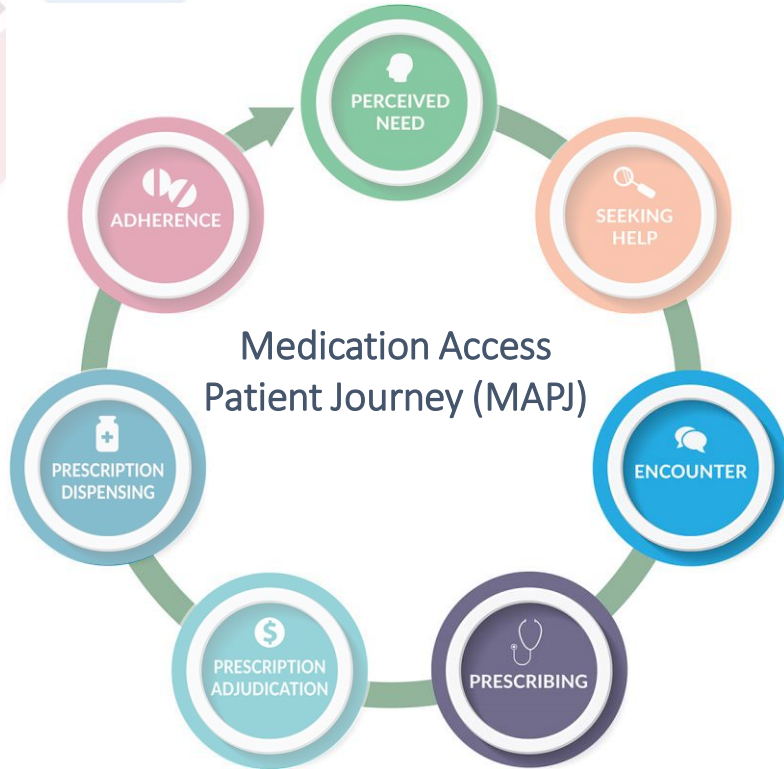 PERCEIVED
NEED
SEEKING
HELP
ENCOUNTER
PRESCRIBING
PRESCRIPTION
ADJUDICATION
PRESCRIPTION
DISPENSING
ADHERENCE
Medication Access
Patient Journey (MAPJ)